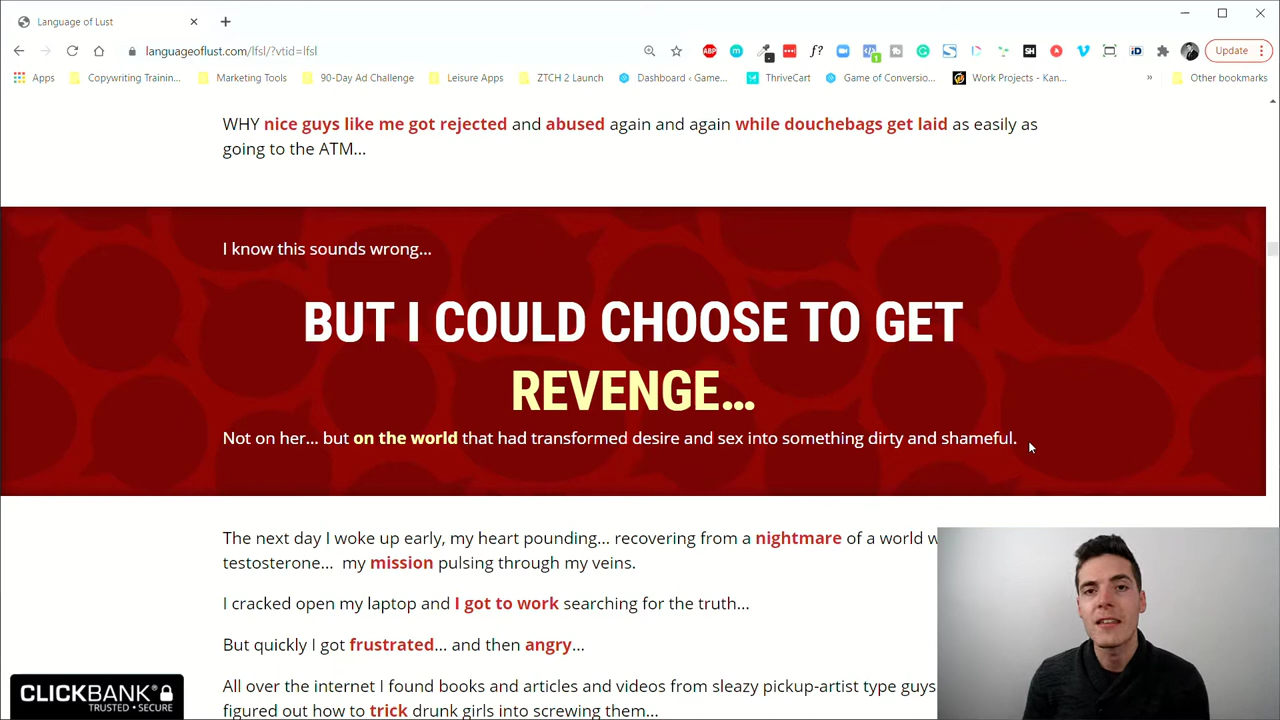 Language of Lust
languageoflust.com/lfsl/?vtid=lfsl
ABP
f?
SH
iD
Update
Apps
Copywriting Trainin...
Marketing Tools
90-Day Ad Challenge
Leisure Apps
ZTCH 2 Launch
Dashboard ‹ Game...
ThriveCart
Game of Conversio...
Work Projects - Kan...
»
Other bookmarks
WHY nice guys like me got rejected and abused again and again while douchebags get laid as easily as
going to the ATM...
I know this sounds wrong...
BUT I COULD CHOOSE TO GET
REVENGE...
Not on her... but on the world that had transformed desire and sex into something dirty and shameful.
The next day I woke up early, my heart pounding... recovering from a nightmare of a world w
testosterone... my mission pulsing through my veins.
I cracked open my laptop and I got to work searching for the truth...
But quickly I got frustrated... and then angry...
All over the internet I found books and articles and videos from sleazy pickup-artist type guys
figured out how to trick drunk girls into screwing them...
CLICKBANK®
TRUSTED • SECURE